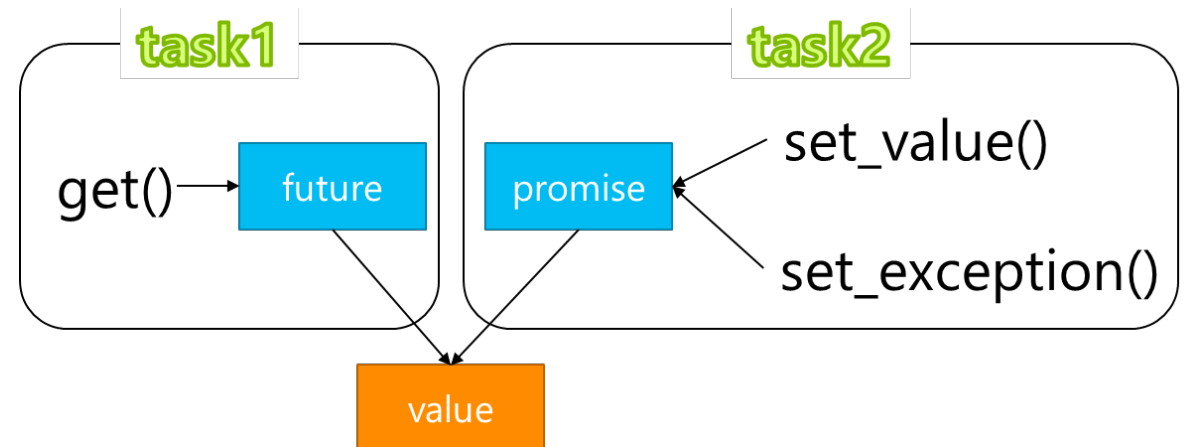 task1
task2
get()
future
promise
set_value()
set_exception()
value